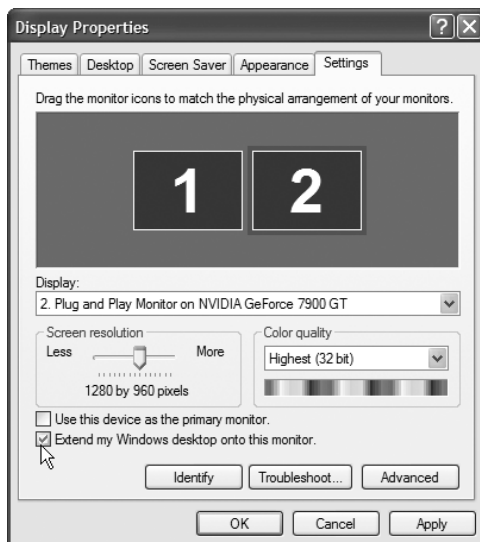 Display Properties
Themes Desktop Screen Saver Appearance Settings
Drag the monitor icons to match the physical arrangement of your monitors.
1 2
Display:
2. Plug and Play Monitor on NVIDIA GeForce 7900 GT
Screen resolution
Less More
1280 by 960 pixels
Color quality
Highest (32 bit)
Use this device as the primary monitor.
Extend my Windows desktop onto this monitor.
Identify Troubleshoot... Advanced
OK Cancel Apply